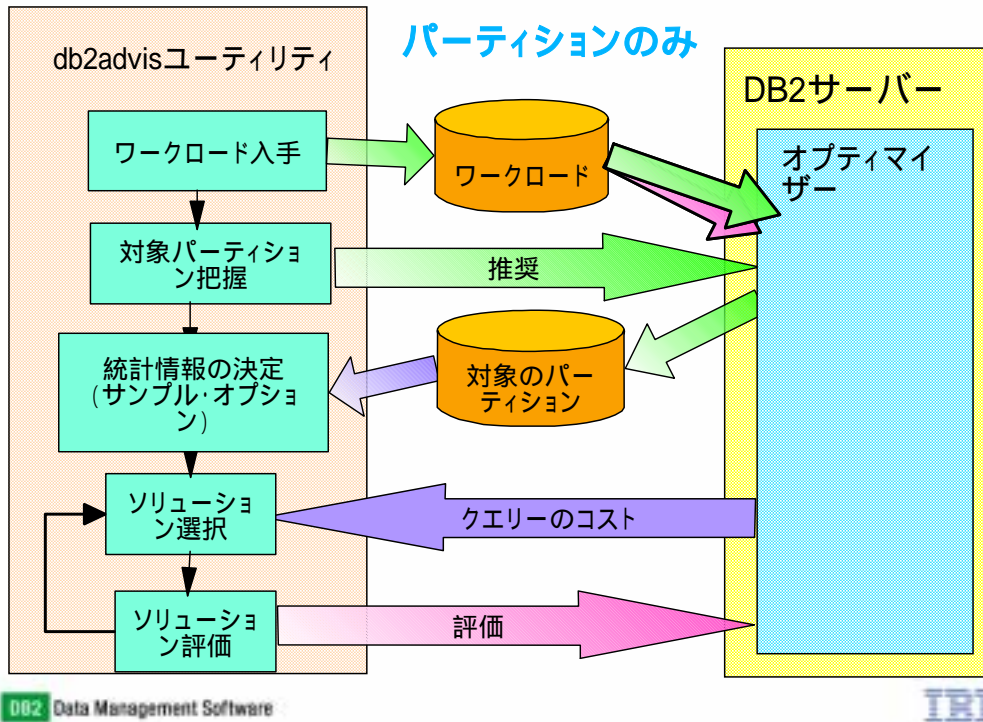 パーティションのみ
db2advisユーティリティ
ワークロード入手
対象パーティショ
ン把握
統計情報の決定
(サンプル・オプショ
ン)
ソリューショ
ン選択
ソリューショ
ン評価
ワークロード
推奨
対象のパー
ティション
クエリーのコスト
評価
DB2サーバー
オプティマイ
ザー
DB2 Data Management Software